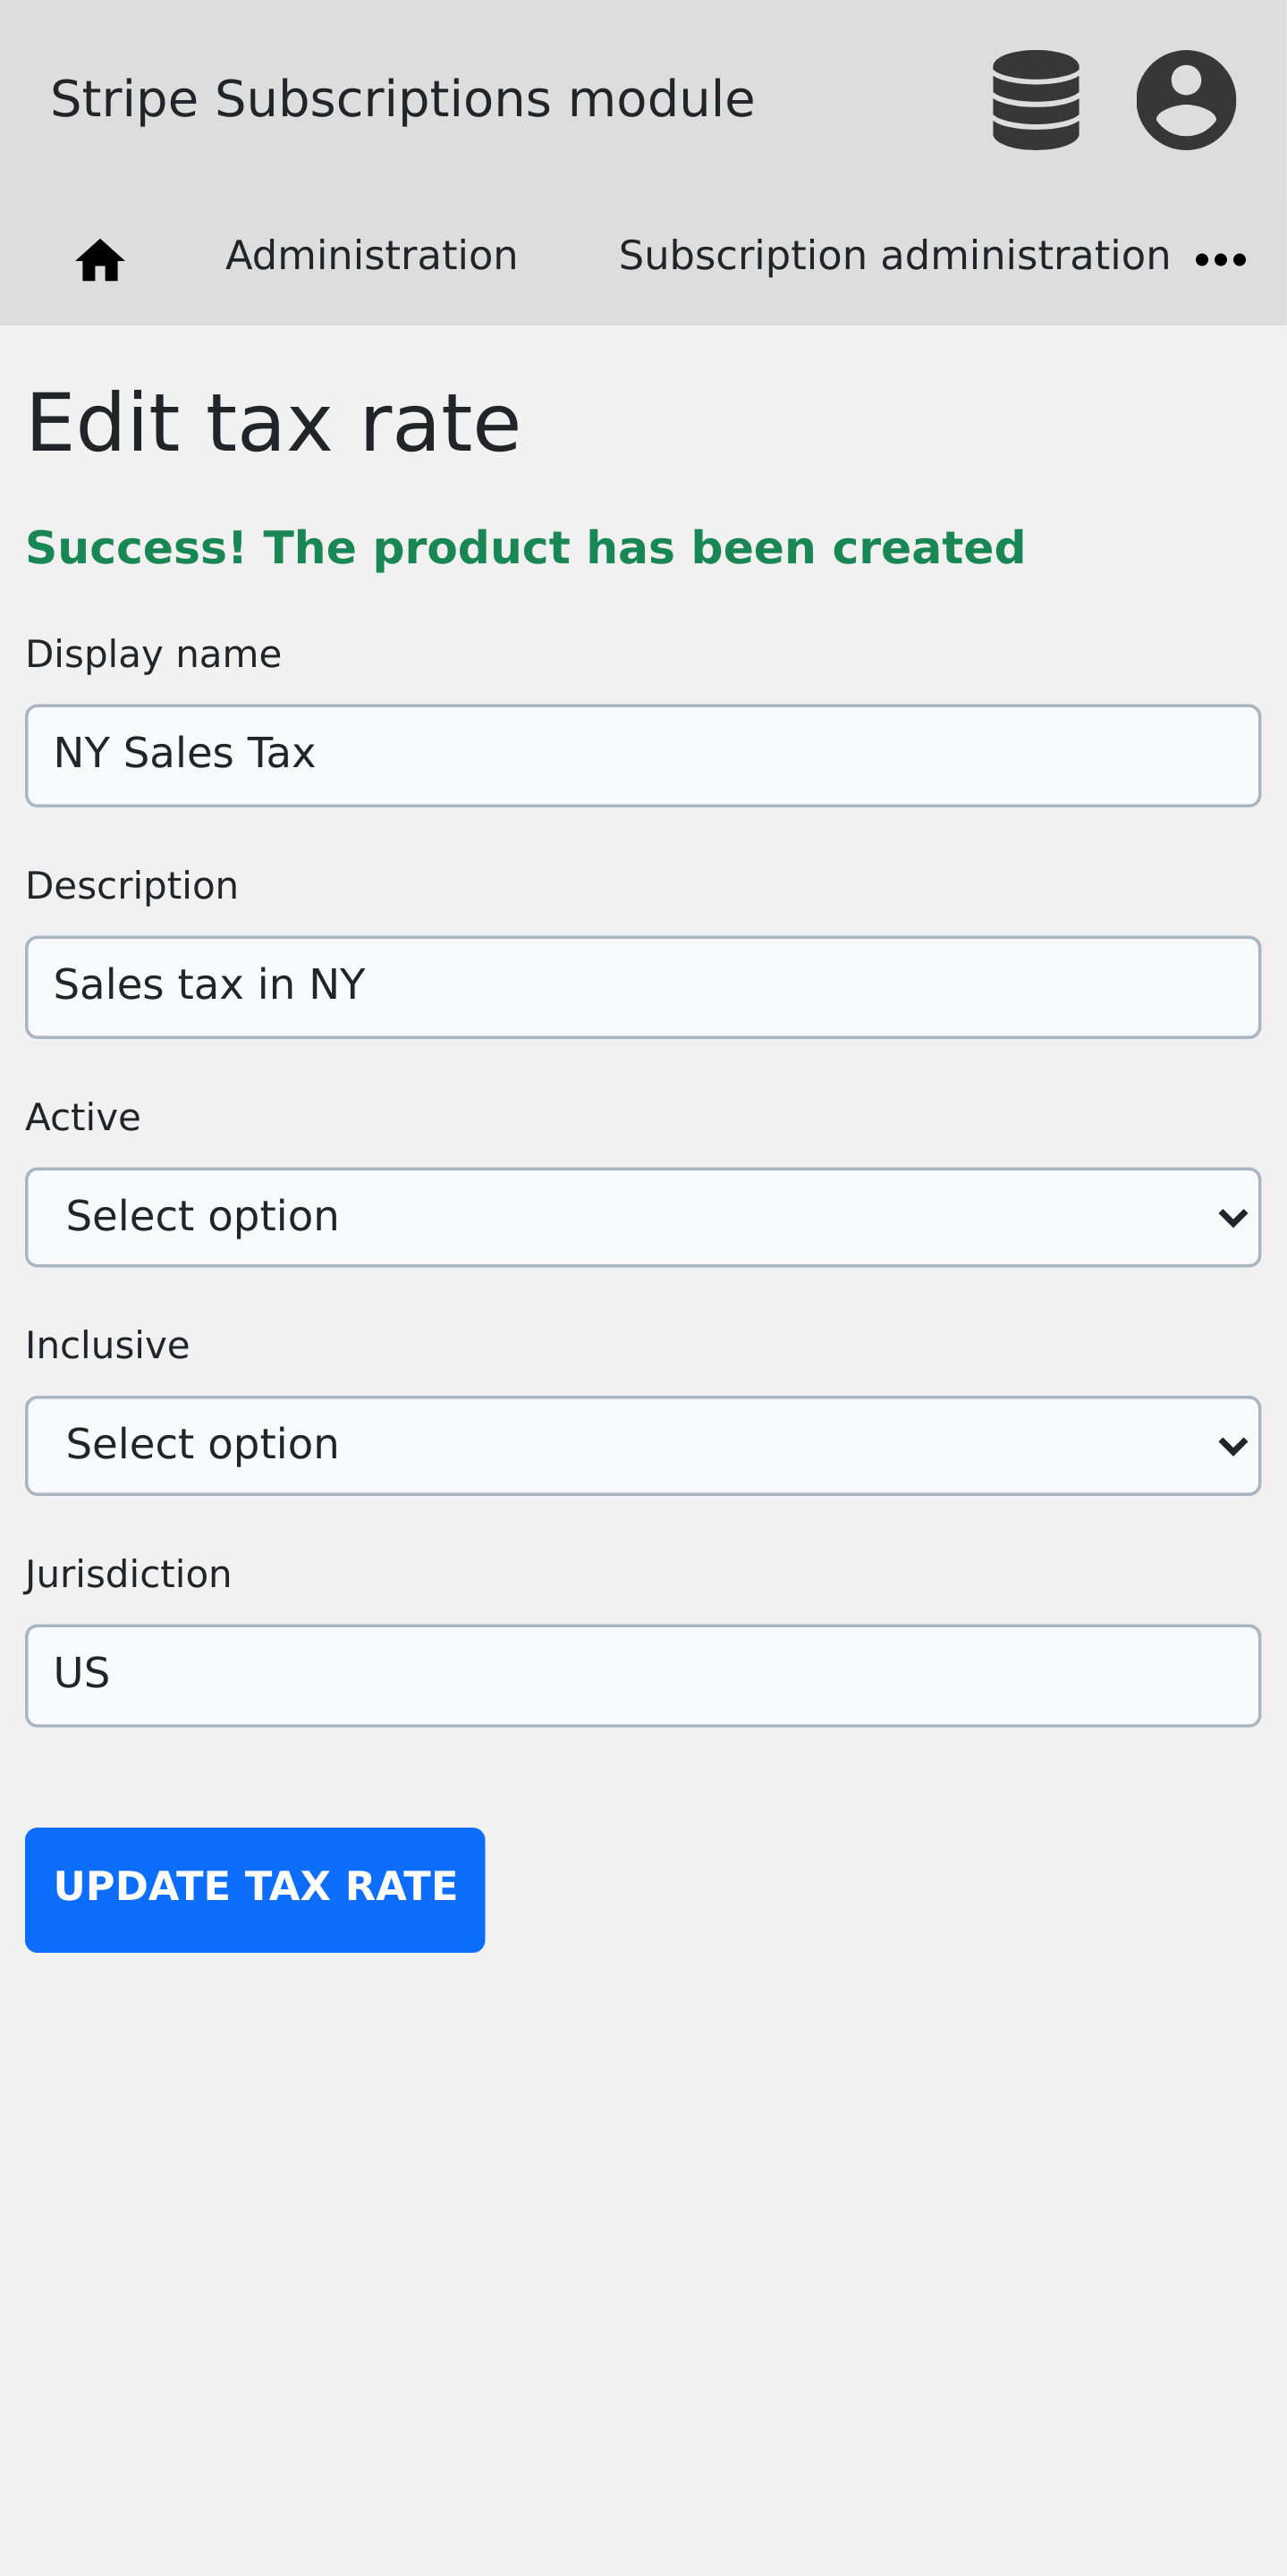 Stripe Subscriptions module
Administration Subscription administration
Edit tax rate
Success! The product has been created
Display name
NY Sales Tax
Description
Sales tax in NY
Active
Select option
Inclusive
Select option
Jurisdiction
US
UPDATE TAX RATE